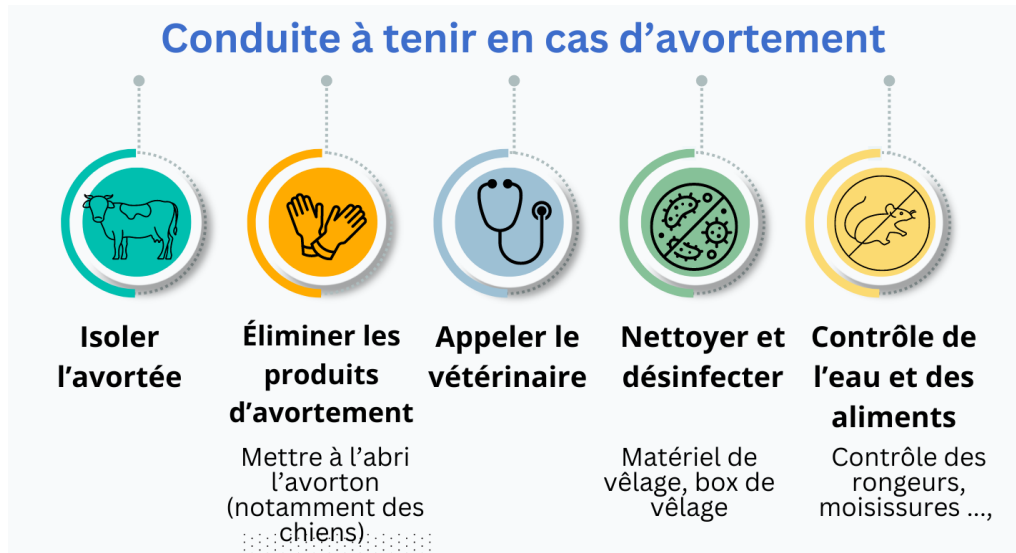 Conduite à tenir en cas d’avortement
Isoler
l’avortée
Éliminer les
produits
d’avortement
Mettre à l’abri
l’avorton
(notamment des
chiens)
Appeler le
vétérinaire
Nettoyer et
désinfecter
Matériel de
vêlage, box de
vêlage
Contrôle de
l’eau et des
aliments
Contrôle des
rongeurs,
moisissures ...,